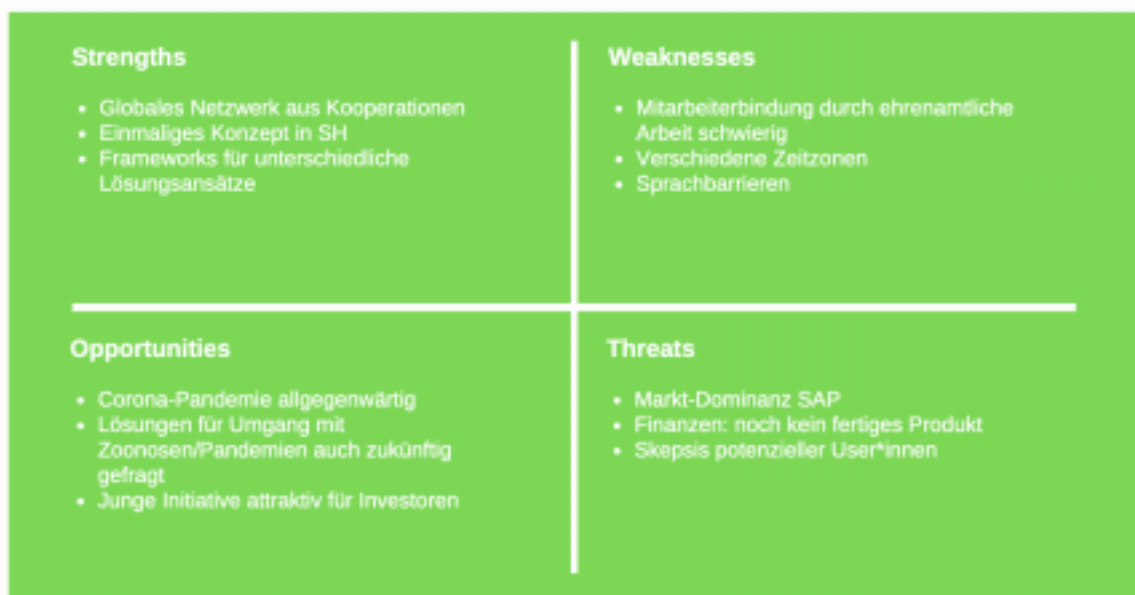 Strengths
• Globales Netzwerk aus Kooperationen
• Einmaliges Konzept in SH
• Frameworks für unterschiedliche
Lösungsansätze
Weaknesses
• Mitarbeiterbindung durch ehrenamtliche
Arbeit schwierig
• Verschiedene Zeitzonen
• Sprachbarrieren
Opportunities
• Corona-Pandemie allgegenwärtig
• Lösungen für Umgang mit
Zoonosen/Pandemien auch zukünftig
gefragt
• Junge Initiative attraktiv für Investoren
Threats
• Markt-Dominanz SAP
• Finanzen: noch kein fertiges Produkt
• Skepsis potenzieller User*innen